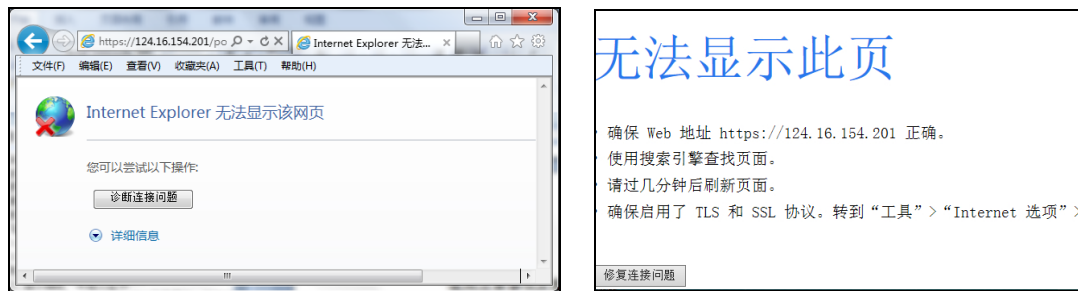 https://124.16.154.201/po
Internet Explorer 无法...
文件(F) 编辑(E) 查看(V) 收藏夹(A) 工具(T) 帮助(H)
Internet Explorer 无法显示该网页
您可以尝试以下操作:
诊断连接问题
详细信息
无法显示此页
确保 Web 地址 https://124.16.154.201 正确。
使用搜索引擎查找页面。
请过几分钟后刷新页面。
确保启用了 TLS 和 SSL 协议。转到“工具”>“Internet 选项”>
修复连接问题